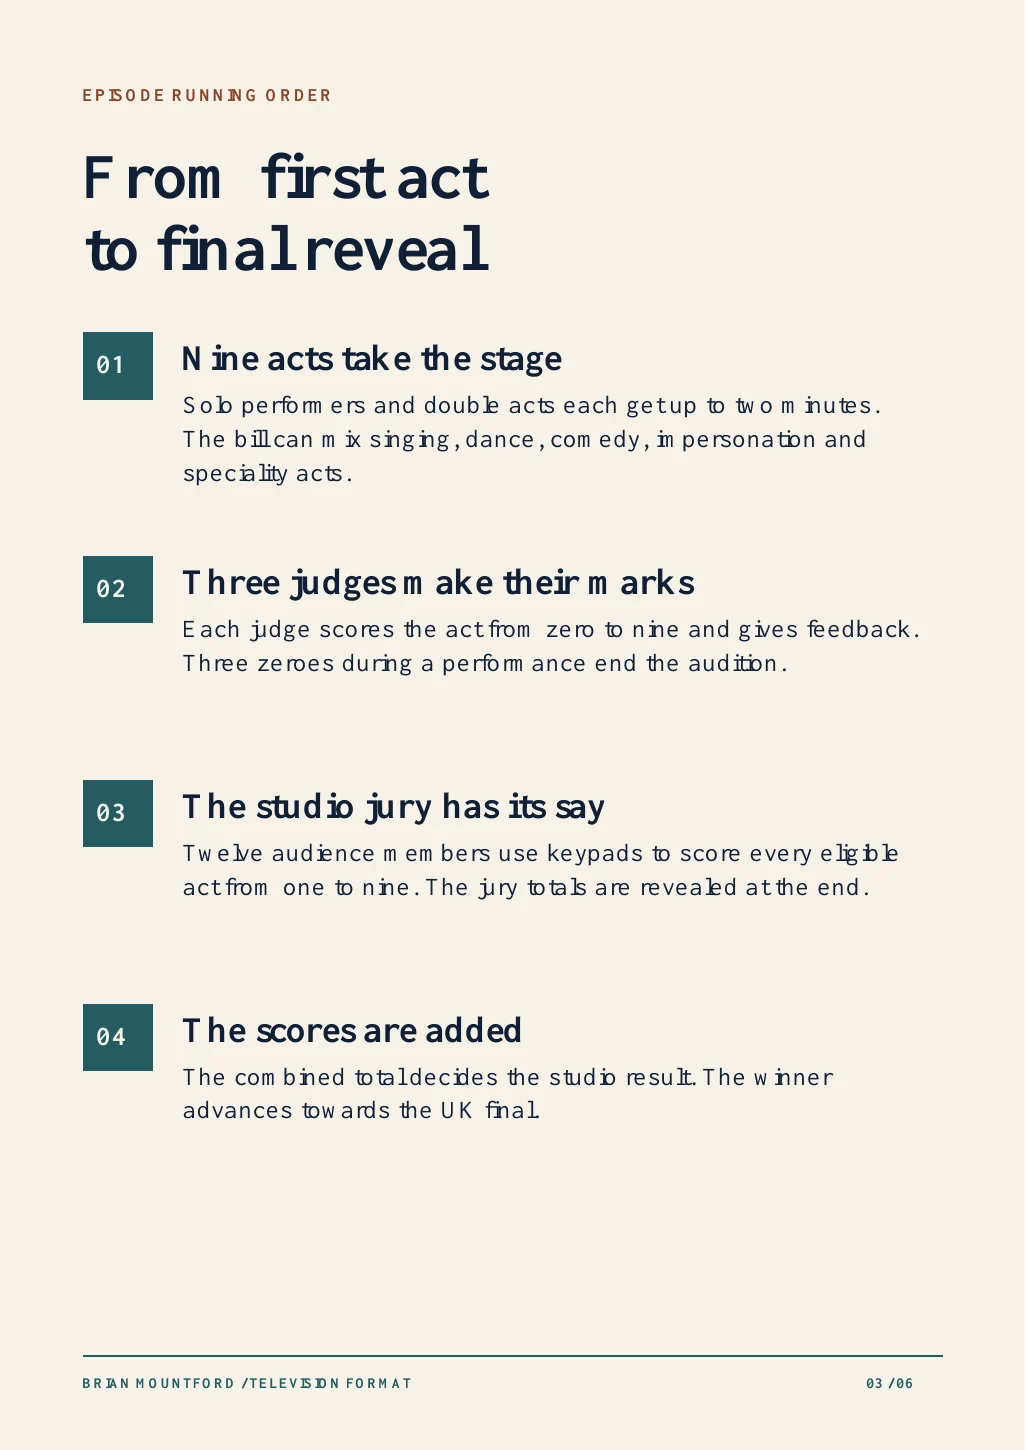 EPISODE RUNNING ORDER
From first act
to final reveal
01
Nine acts take the stage
Solo performers and double acts each get up to two minutes.
The bill can mix singing, dance, comedy, impersonation and
speciality acts.
02
Three judges make their marks
Each judge scores the act from zero to nine and gives feedback.
Three zeroes during a performance end the audition.
03
The studio jury has its say
Twelve audience members use keypads to score every eligible
act from one to nine. The jury totals are revealed at the end.
04
The scores are added
The combined total decides the studio result. The winner
advances towards the UK final.
BRIAN MOUNTFORD / TELEVISION FORMAT
03 / 06